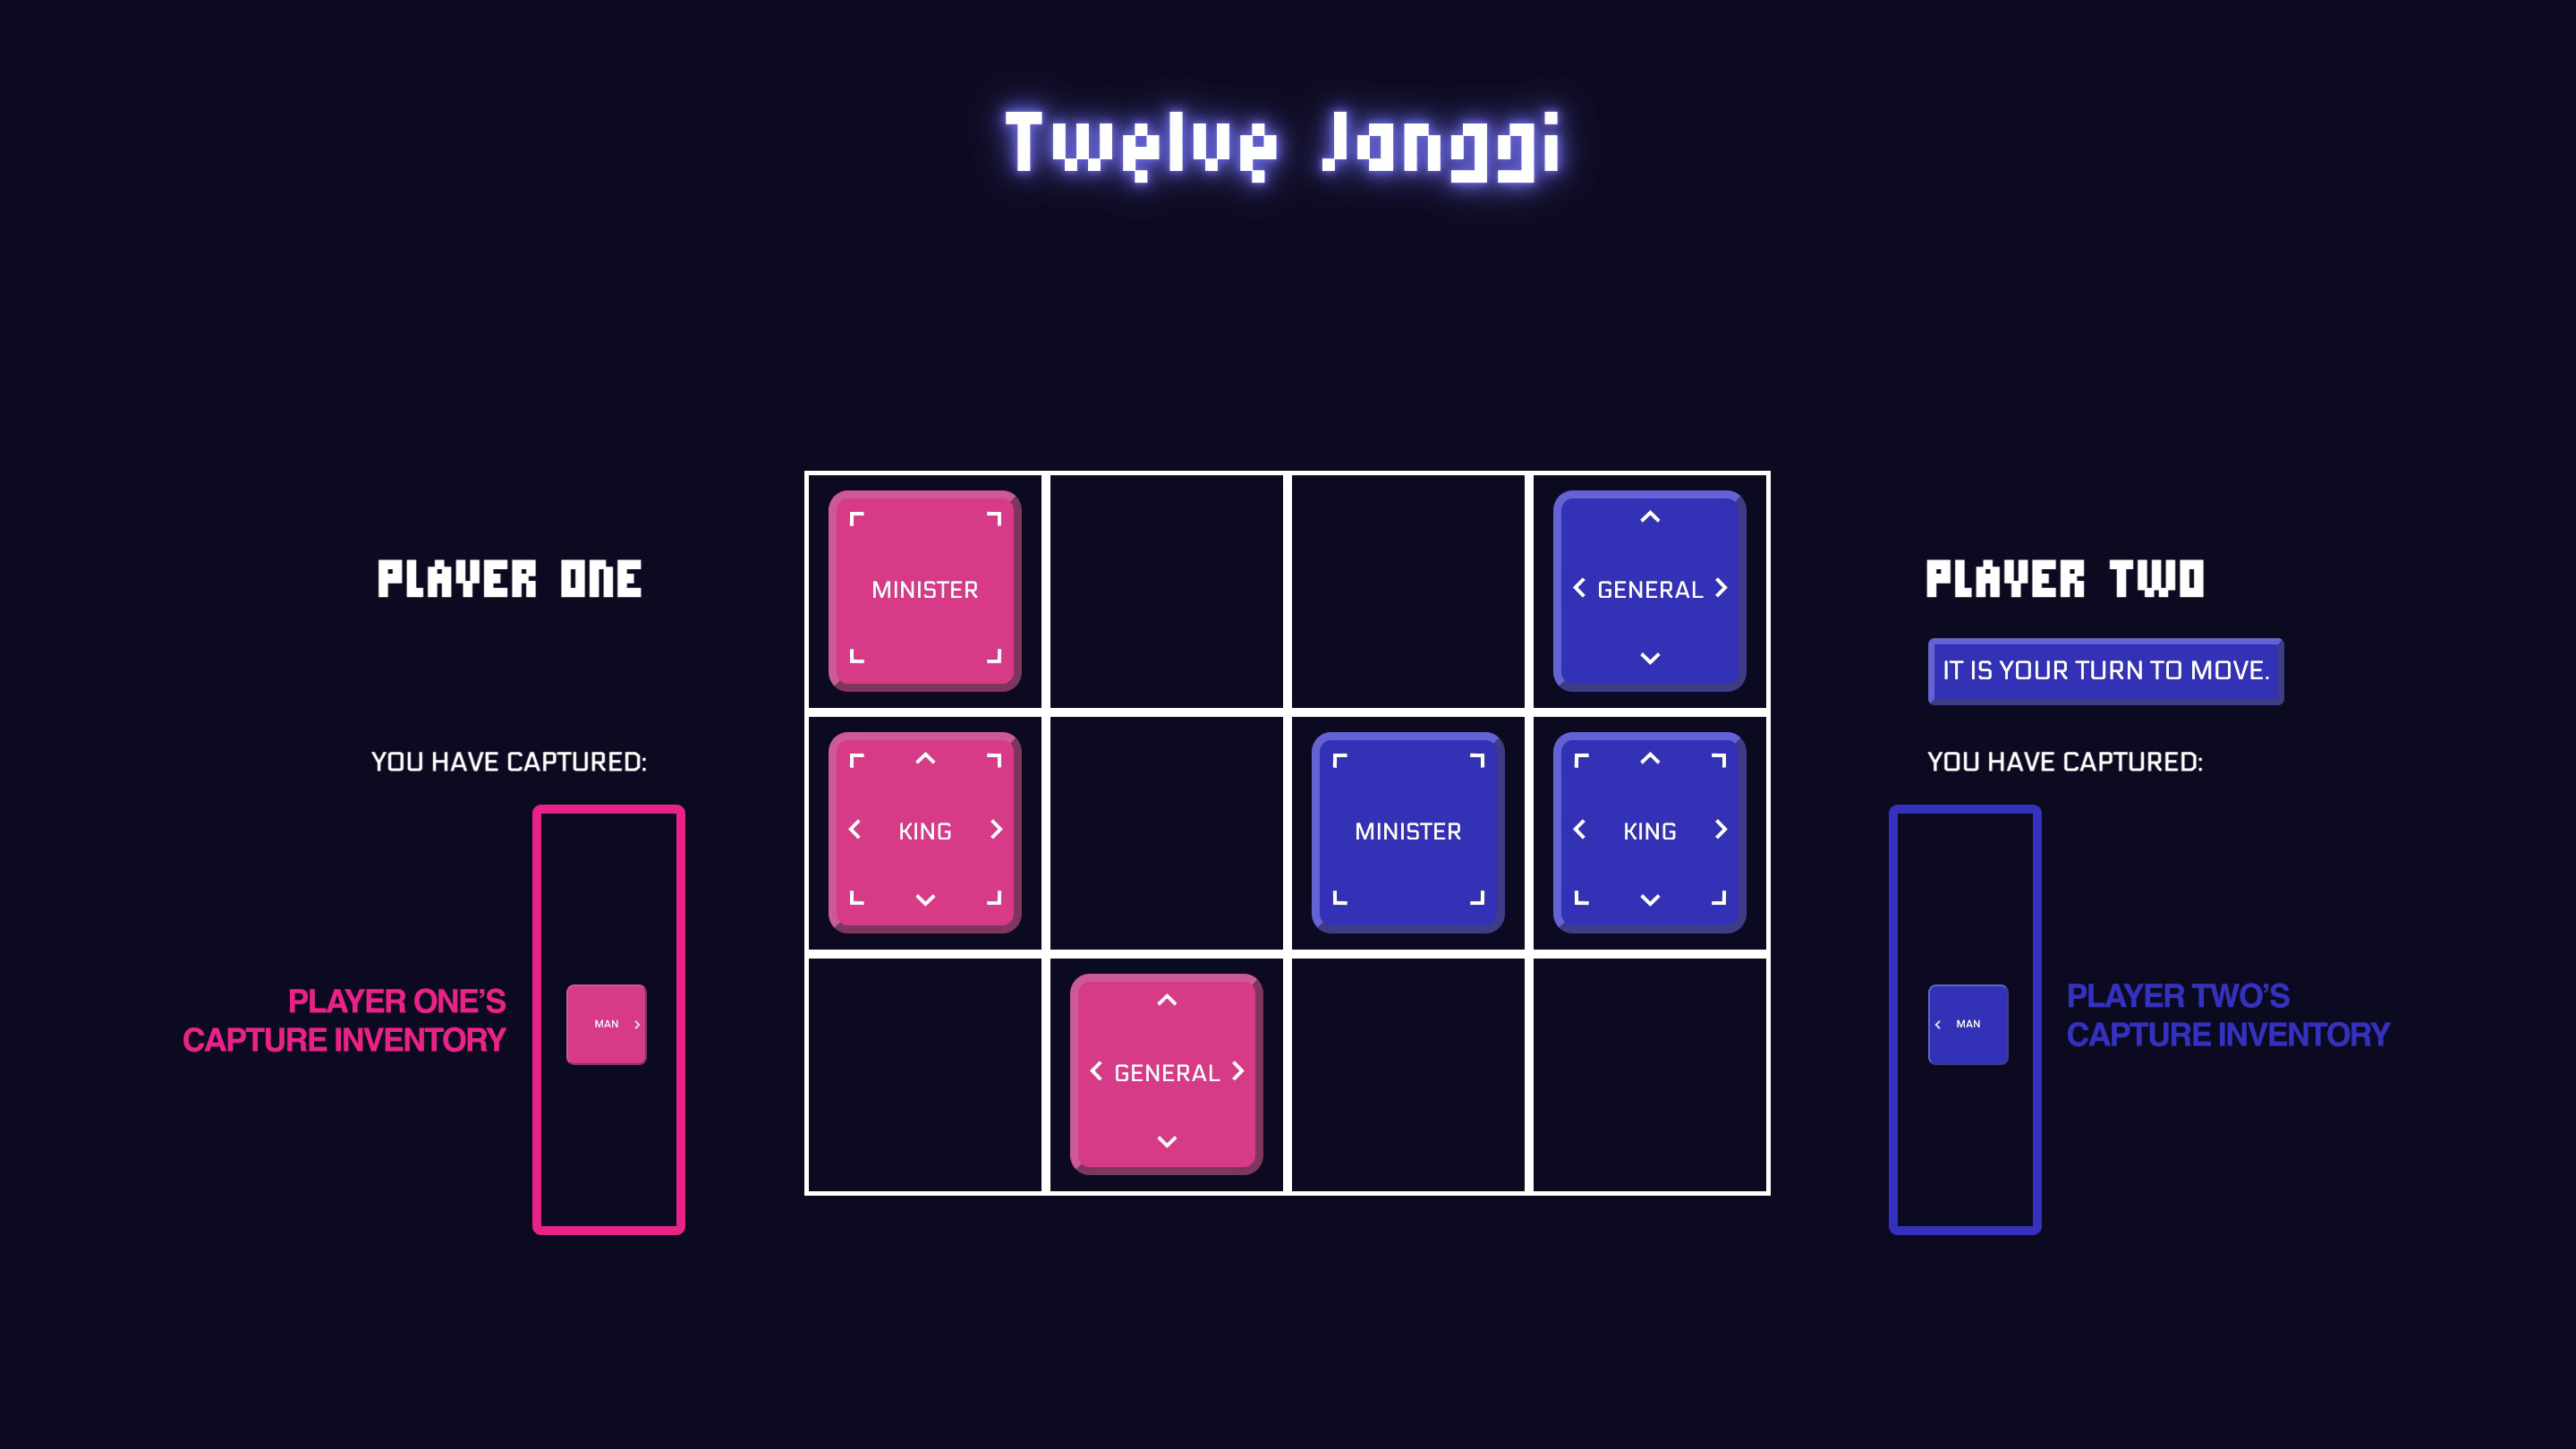 Twelve Janggi
PLAYER ONE
YOU HAVE CAPTURED:
PLAYER ONE'S
CAPTURE INVENTORY
MAN
MINISTER
GENERAL
KING
MINISTER
KING
GENERAL
PLAYER TWO
IT IS YOUR TURN TO MOVE.
YOU HAVE CAPTURED:
MAN
PLAYER TWO'S
CAPTURE INVENTORY